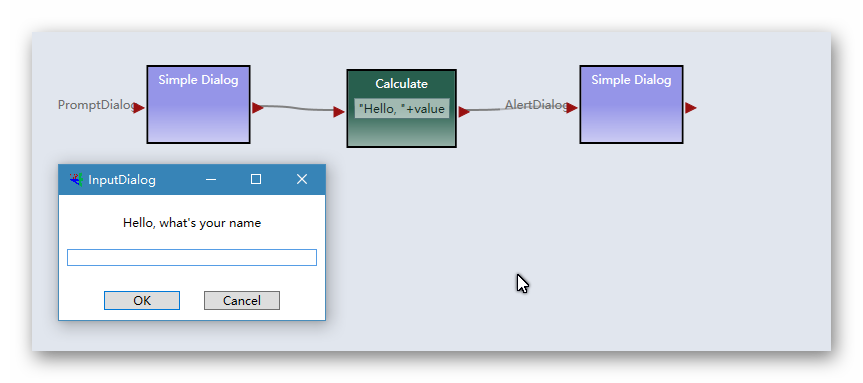 Simple Dialog
Calculate
Simple Dialog
PromptDialog
"Hello, "+value
AlertDialog
InputDialog
Hello, what's your name
OK
Cancel